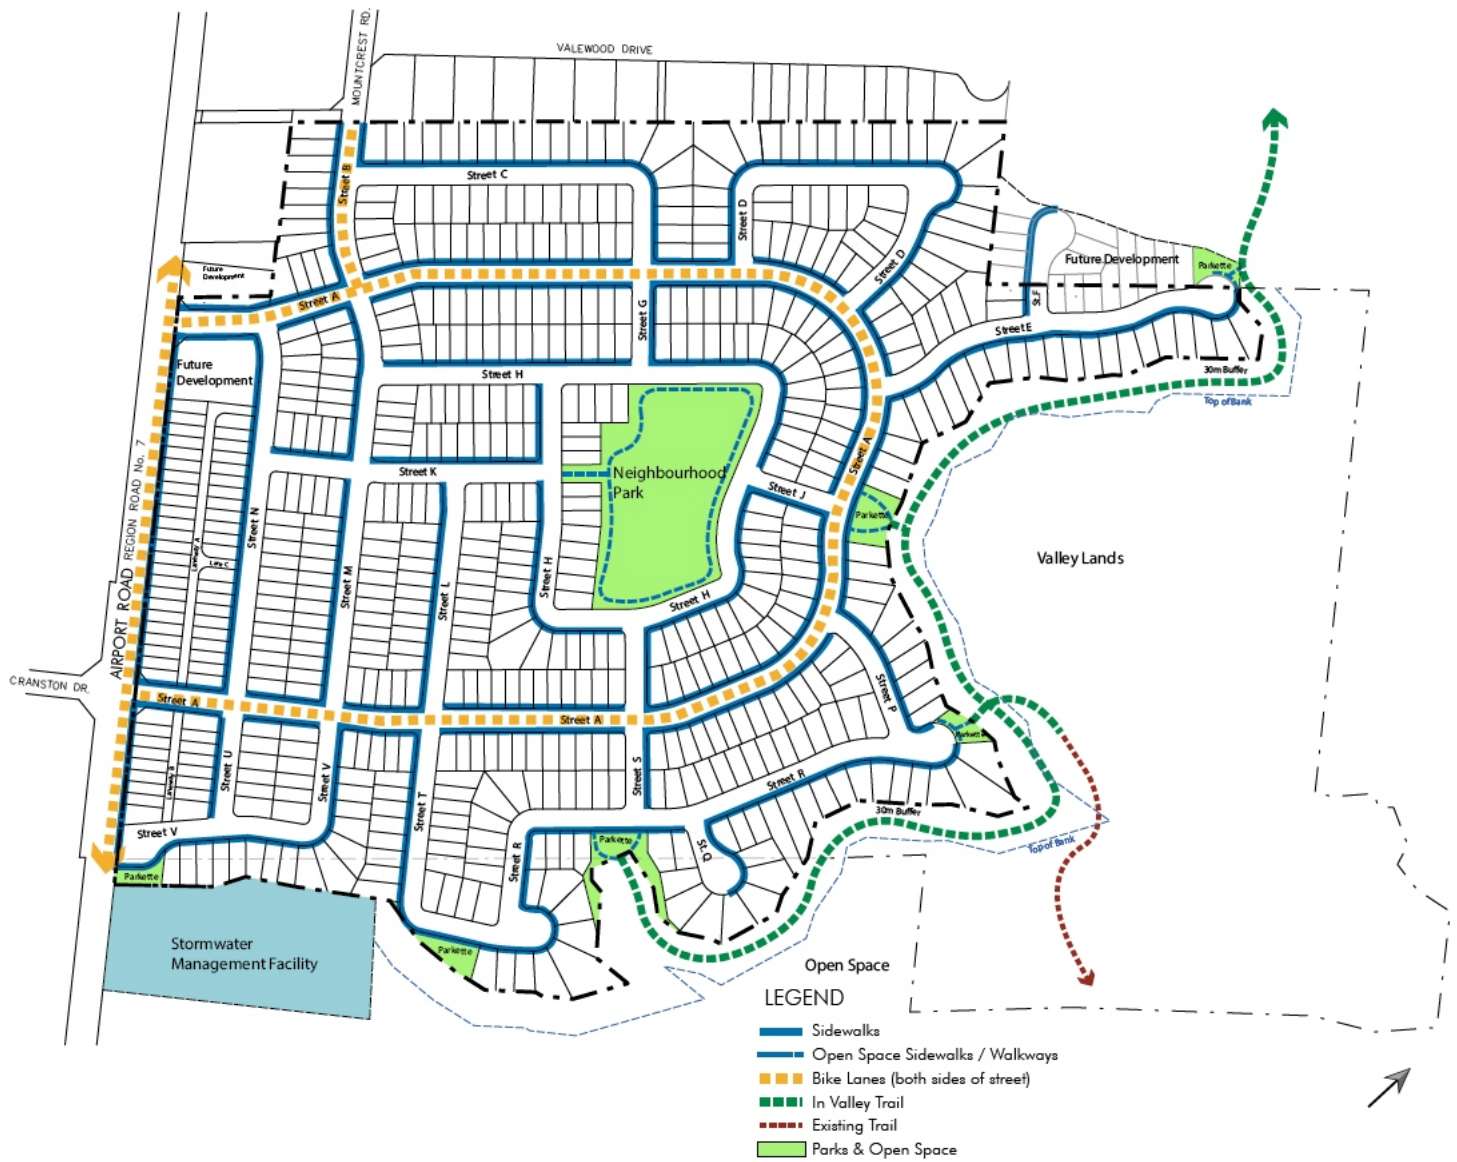 VALEWOOD DRIVE
MOUNTCREST RD.
Street B
Street C
Street D
Street D
Future
Development
Street A
Street G
Future Development
Parkette
St.F
Street E
30m Buffer
Top of Bank
Future
Development
Street H
AIRPORT ROAD REGION ROAD No. 7
Street K
Neighbourhood
Park
Street J
Street A
Parkette
Valley Lands
Street N
Laneway A
Lane C
Street M
Street L
Street H
Street H
CRANSTON DR.
Street A
Street A
Street P
Parkette
Street U
Street V
Laneway B
Street T
Street S
Street R
30m Buffer
Top of Bank
Street V
Parkette
Street R
Parkette
St.Q
Stormwater
Management Facility
Parkette
Open Space
LEGEND
Sidewalks
Open Space Sidewalks / Walkways
Bike Lanes (both sides of street)
In Valley Trail
Existing Trail
Parks & Open Space